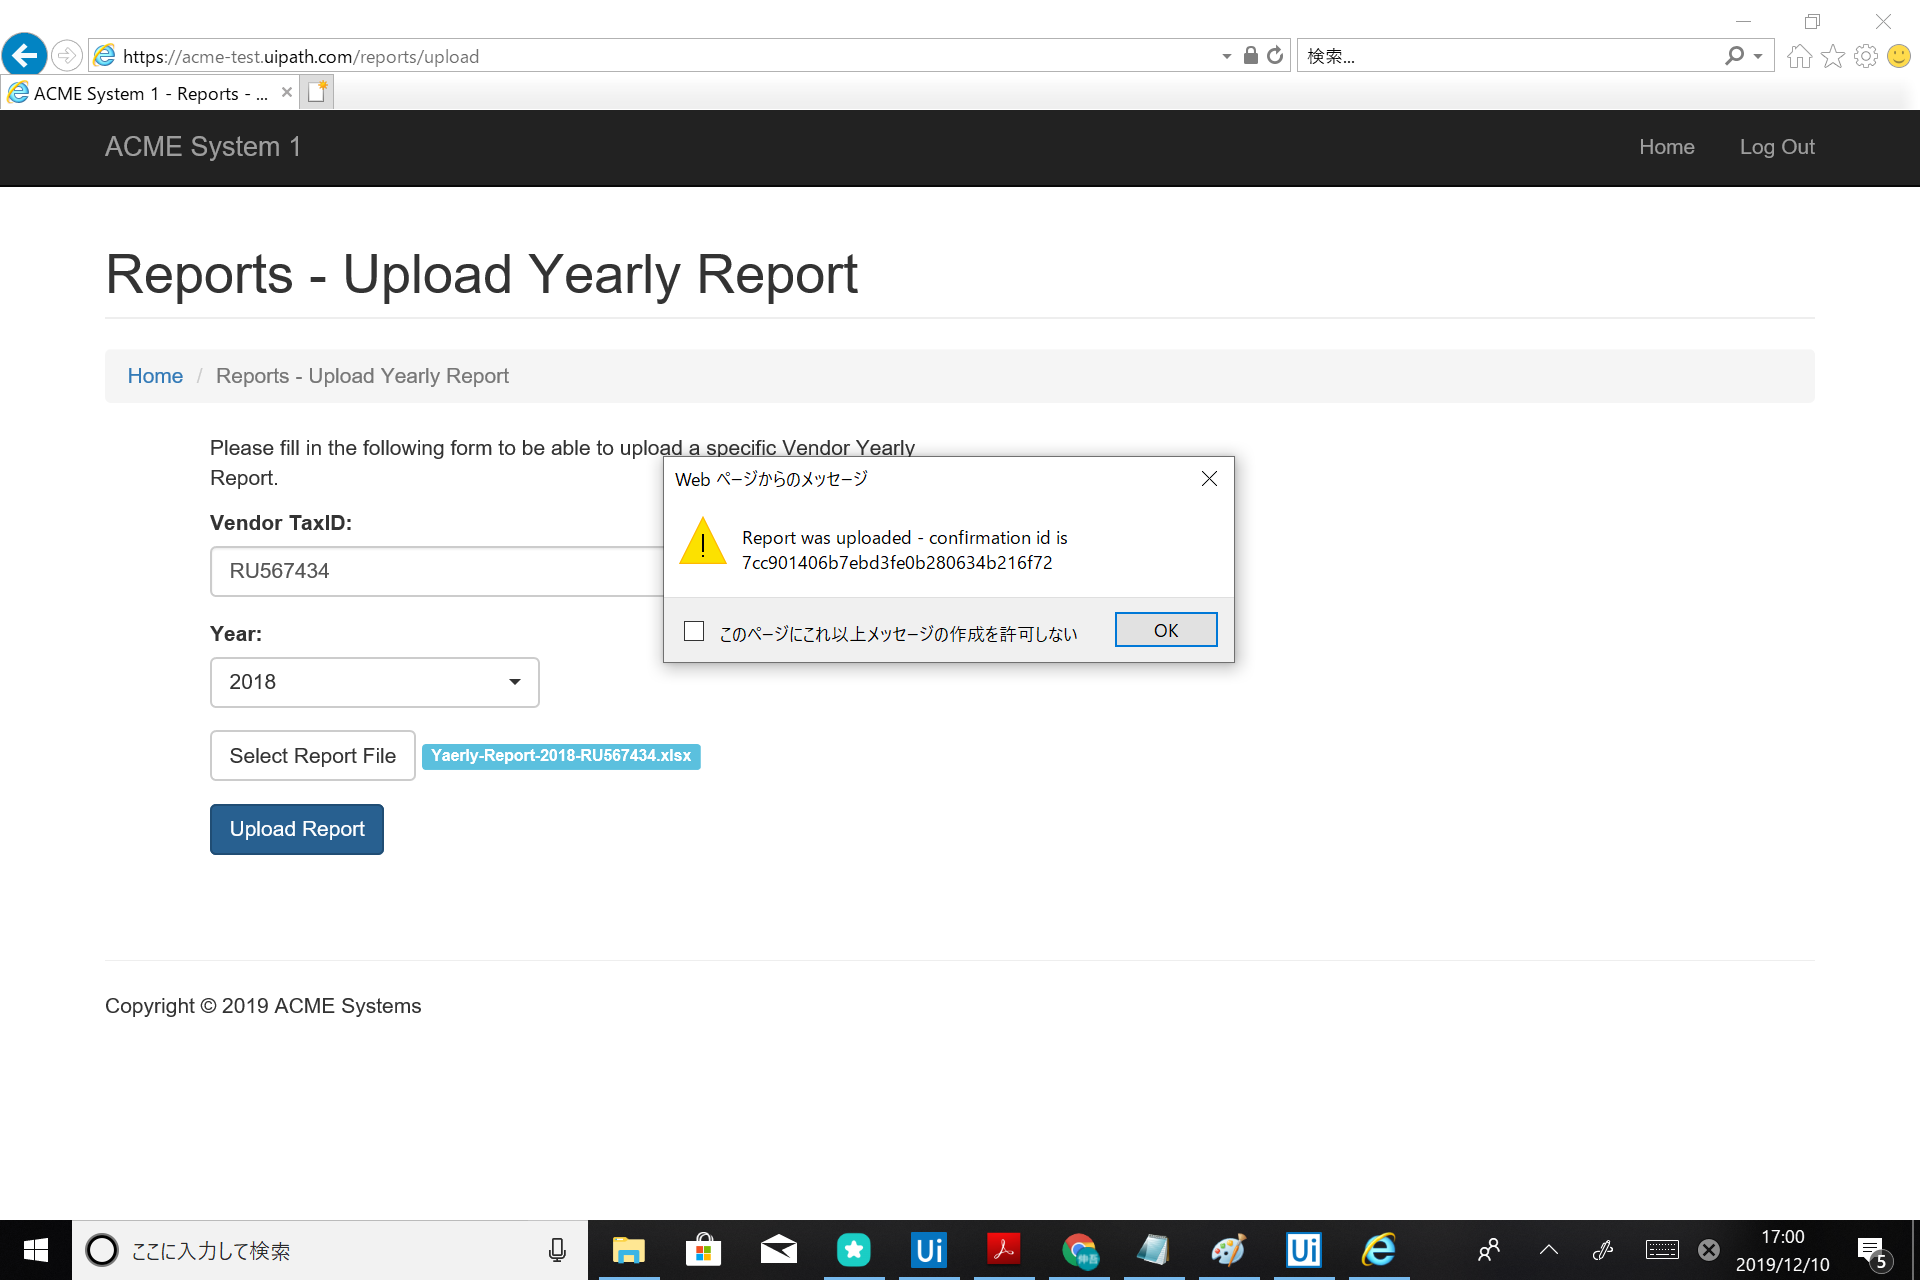 https://acme-test.uipath.com/reports/upload
検索...
ACME System 1 - Reports - ...
ACME System 1
Home
Log Out
Reports - Upload Yearly Report
Home / Reports - Upload Yearly Report
Please fill in the following form to be able to upload a specific Vendor Yearly
Report.
Vendor TaxID:
RU567434
Web ページからのメッセージ
Report was uploaded - confirmation id is
7cc901406b7ebd3fe0b280634b216f72
このページにこれ以上メッセージの作成を許可しない
OK
Year:
2018
Select Report File
Yaerly-Report-2018-RU567434.xlsx
Upload Report
Copyright © 2019 ACME Systems
ここに入力して検索
Ui
伸吾
Ui
17:00
2019/12/10
5